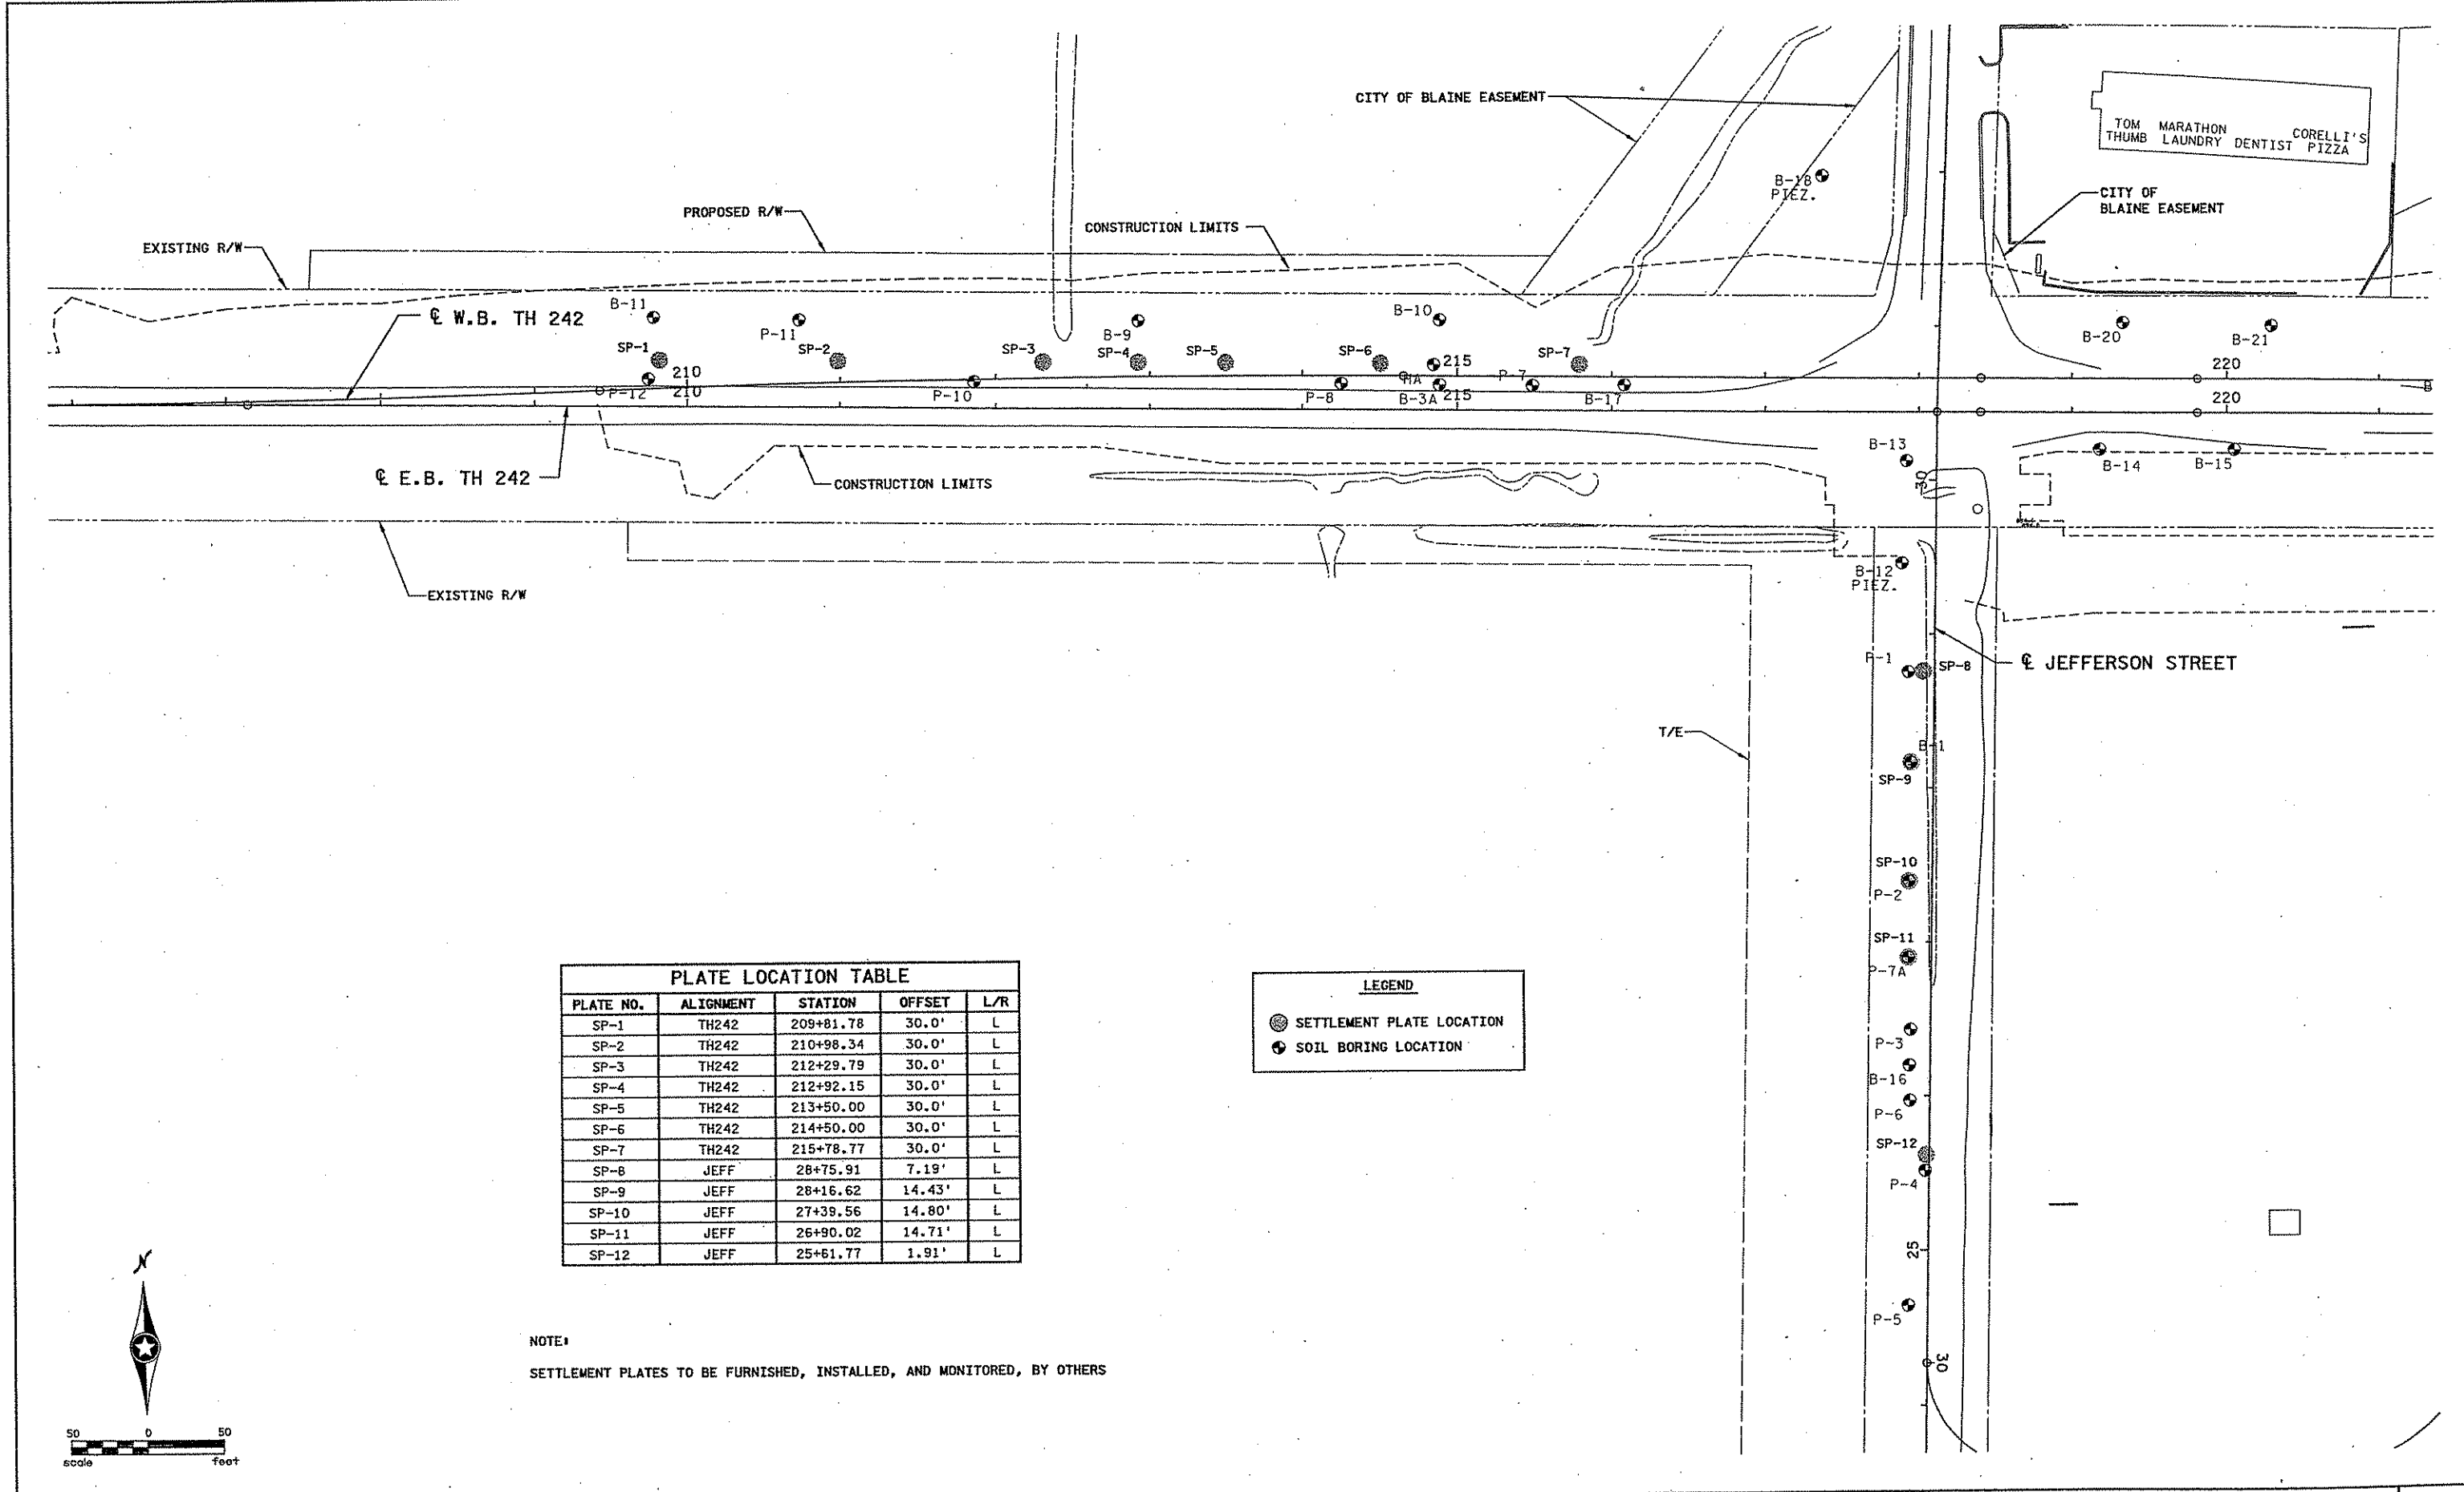 CITY OF BLAINE EASEMENT
TOM MARATHON CORELLI'S
THUMB LAUNDRY DENTIST PIZZA
B-18
PIEZ.
CITY OF
BLAINE EASEMENT
PROPOSED R/W
CONSTRUCTION LIMITS
EXISTING R/W
B-11
P-11
B-9
B-10
B-20
B-21
℄ W.B. TH 242
SP-1
SP-2
SP-3
SP-4
SP-5
SP-6
SP-7
210
215
220
P-12
210
P-10
P-8
HA
B-3A
215
P-7
B-17
220
B-13
B-14
B-15
℄ E.B. TH 242
CONSTRUCTION LIMITS
30
EXISTING R/W
B-12
PIEZ.
P-1
SP-8
℄ JEFFERSON STREET
T/E
B-1
SP-9
SP-10
P-2
SP-11
P-7A
P-3
B-16
P-6
SP-12
P-4
25
P-5
30
PLATE LOCATION TABLE
PLATE NO. ALIGNMENT STATION OFFSET L/R
SP-1 TH242 209+81.78 30.0' L
SP-2 TH242 210+98.34 30.0' L
SP-3 TH242 212+29.79 30.0' L
SP-4 TH242 212+92.15 30.0' L
SP-5 TH242 213+50.00 30.0' L
SP-6 TH242 214+50.00 30.0' L
SP-7 TH242 215+78.77 30.0' L
SP-8 JEFF 28+75.91 7.19' L
SP-9 JEFF 28+16.62 14.43' L
SP-10 JEFF 27+39.56 14.80' L
SP-11 JEFF 26+90.02 14.71' L
SP-12 JEFF 25+61.77 1.91' L
LEGEND
SETTLEMENT PLATE LOCATION
SOIL BORING LOCATION
N
NOTE:
SETTLEMENT PLATES TO BE FURNISHED, INSTALLED, AND MONITORED, BY OTHERS
50 0 50
scale feet